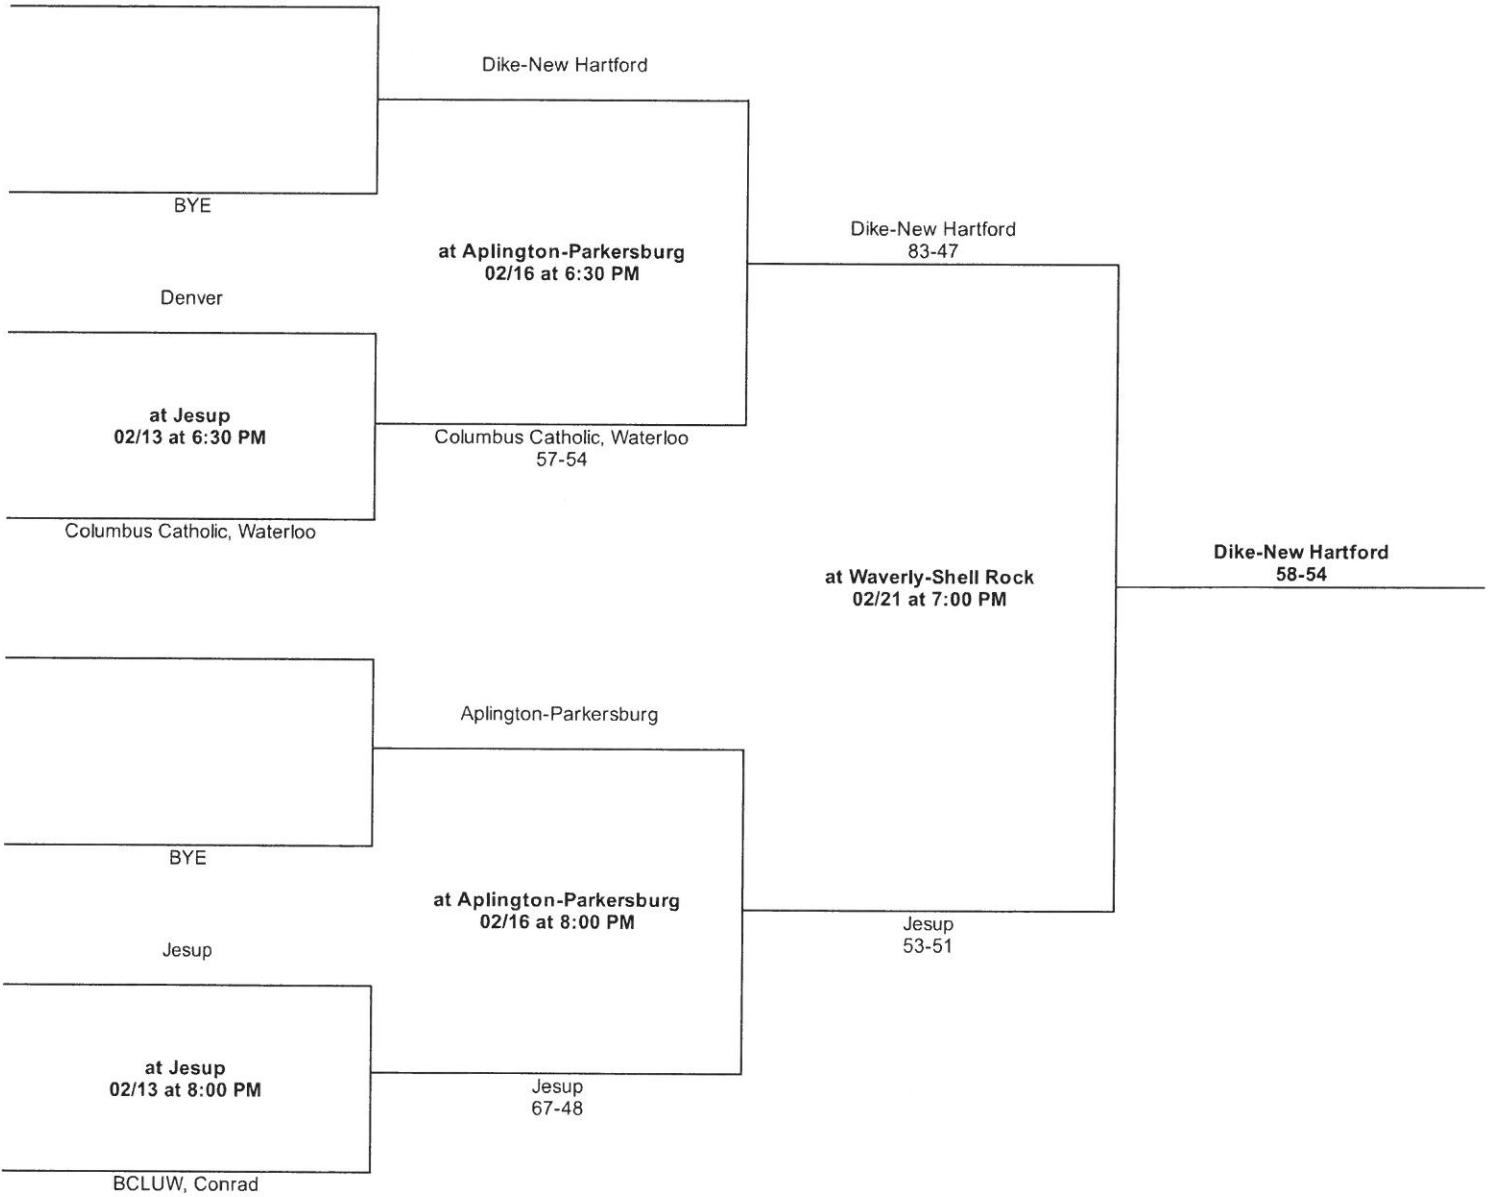 Dike-New Hartford
BYE
at Aplington-Parkersburg
02/16 at 6:30 PM
Dike-New Hartford
83-47
Denver
at Jesup
02/13 at 6:30 PM
Columbus Catholic, Waterloo
57-54
Columbus Catholic, Waterloo
at Waverly-Shell Rock
02/21 at 7:00 PM
Dike-New Hartford
58-54
Aplington-Parkersburg
BYE
at Aplington-Parkersburg
02/16 at 8:00 PM
Jesup
53-51
Jesup
at Jesup
02/13 at 8:00 PM
Jesup
67-48
BCLUW, Conrad